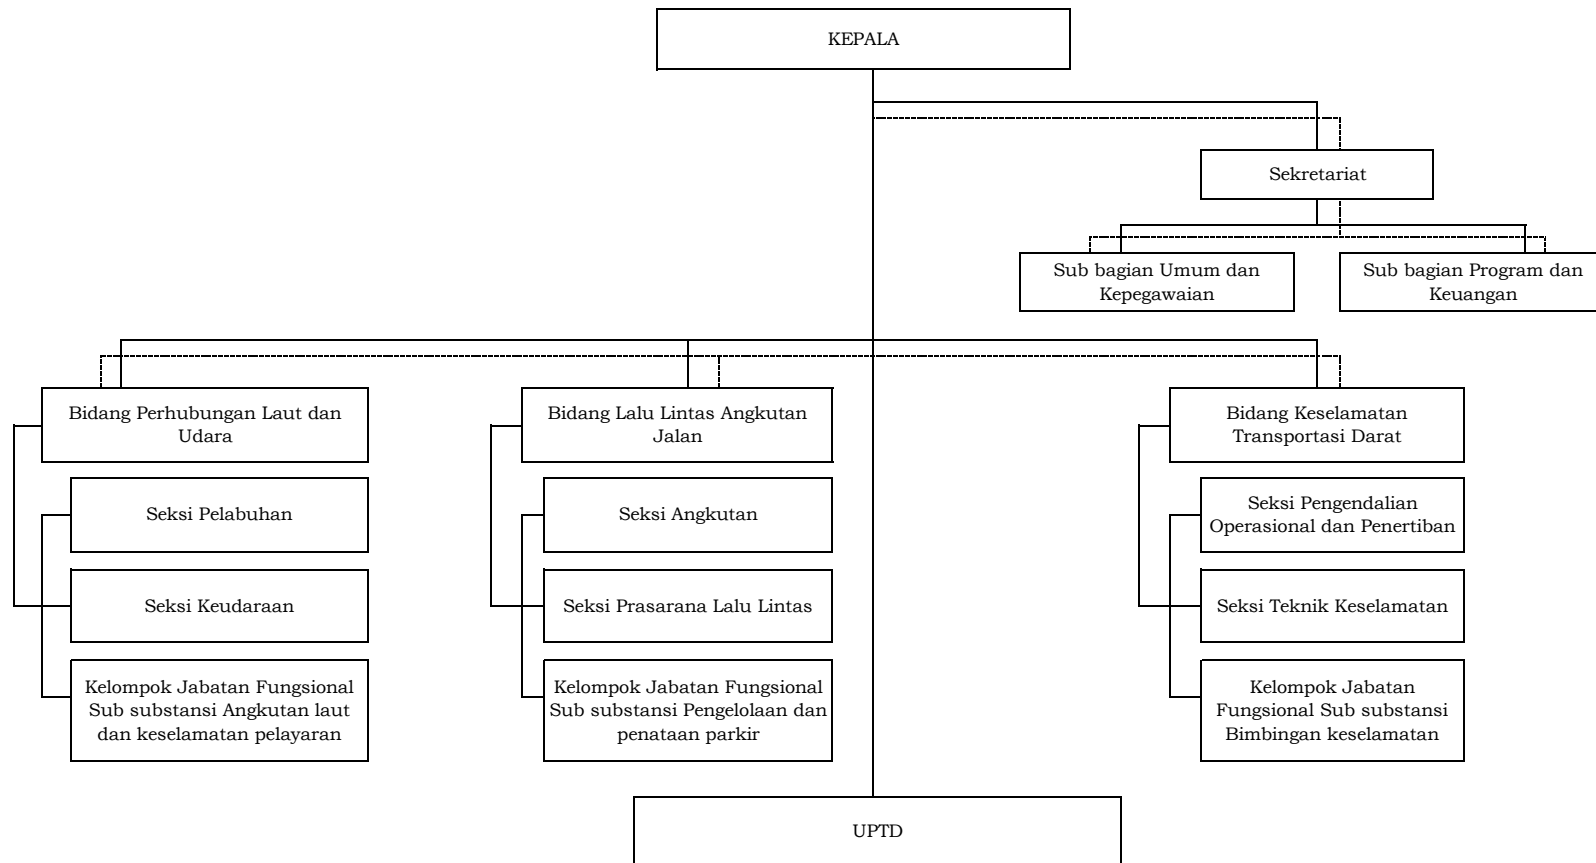 KEPALA
Sekretariat
Sub bagian Umum dan
Kepegawaian
Sub bagian Program dan
Keuangan
Bidang Perhubungan Laut dan
Udara
Bidang Lalu Lintas Angkutan
Jalan
Bidang Keselamatan
Transportasi Darat
Seksi Pelabuhan
Seksi Angkutan
Seksi Pengendalian
Operasional dan Penertiban
Seksi Keudaraan
Seksi Prasarana Lalu Lintas
Seksi Teknik Keselamatan
Kelompok Jabatan Fungsional
Sub substansi Angkutan laut
dan keselamatan pelayaran
Kelompok Jabatan Fungsional
Sub substansi Pengelolaan dan
penataan parkir
Kelompok Jabatan
Fungsional Sub substansi
Bimbingan keselamatan
UPTD